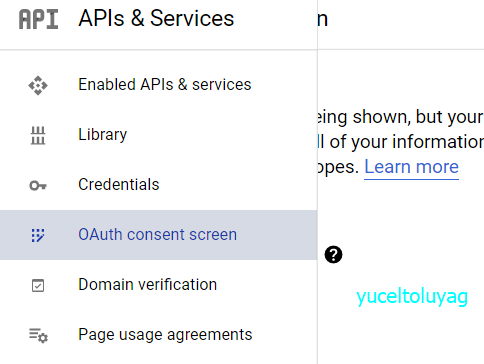 API APIs & Services
n
Enabled APIs & services
Library
Credentials
OAuth consent screen
Domain verification
Page usage agreements
eing shown, but your
ll of your information
opes. Learn more
?
yuceltoluyag